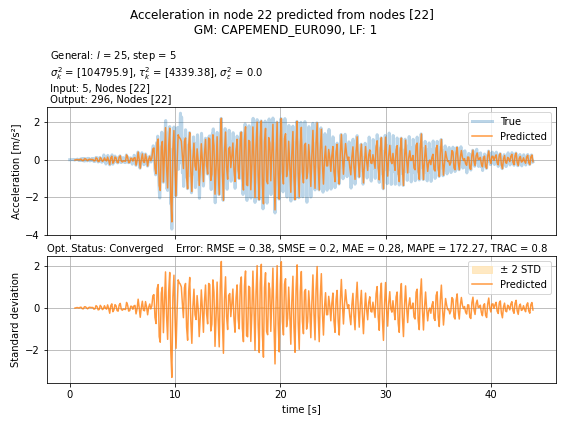 Acceleration in node 22 predicted from nodes [22]
GM: CAPEMEND_EUR090, LF: 1
General: l = 25, step = 5
σ²ₖ = [104795.9], τ²ₖ = [4339.38], σ²ε = 0.0
Input: 5, Nodes [22]
Output: 296, Nodes [22]
Acceleration [m/s²]
2
0
−2
−4
True
Predicted
Opt. Status: Converged Error: RMSE = 0.38, SMSE = 0.2, MAE = 0.28, MAPE = 172.27, TRAC = 0.8
Standard deviation
2
0
−2
± 2 STD
Predicted
0 10 20 30 40
time [s]